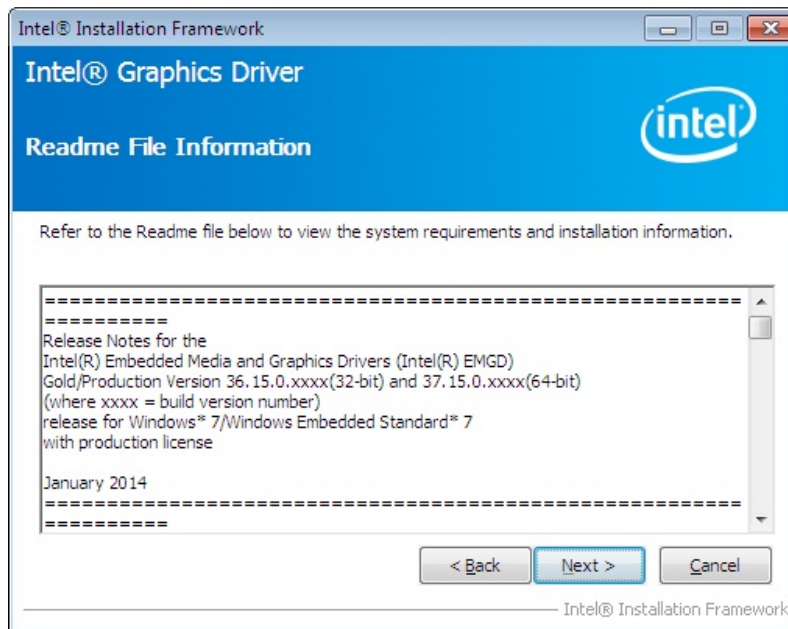 Intel® Installation Framework
Intel® Graphics Driver
intel®
Readme File Information
Refer to the Readme file below to view the system requirements and installation information.
========================================================
==========
Release Notes for the
Intel(R) Embedded Media and Graphics Drivers (Intel(R) EMGD)
Gold/Production Version 36.15.0.xxxx(32-bit) and 37.15.0.xxxx(64-bit)
(where xxxx = build version number)
release for Windows* 7/Windows Embedded Standard* 7
with production license
January 2014
========================================================
==========
< Back
Next >
Cancel
Intel® Installation Framework